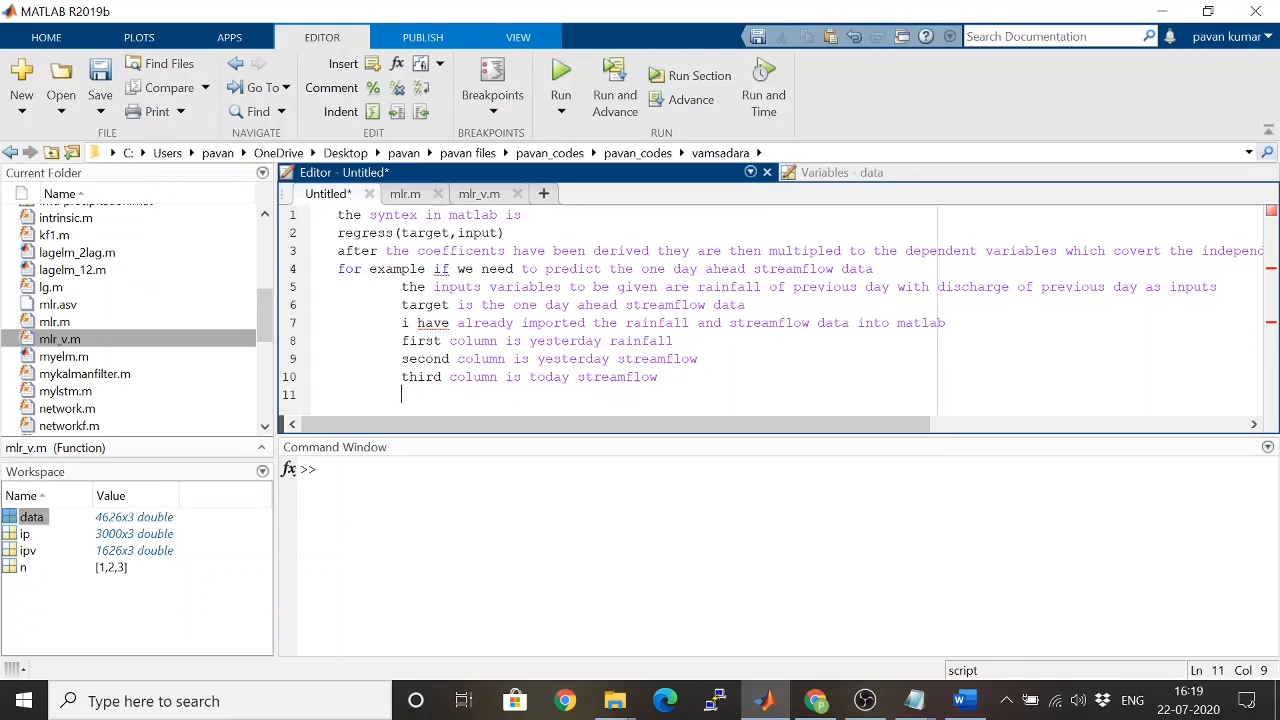 MATLAB R2019b
HOME PLOTS APPS EDITOR PUBLISH VIEW Search Documentation pavan kumar
New Open Save Find Files Compare Print Go To Find Insert fx Comment Indent Breakpoints Run Run and Advance Run Section Advance Run and Time
FILE NAVIGATE EDIT BREAKPOINTS RUN
C: Users pavan OneDrive Desktop pavan pavan files pavan_codes pavan_codes vamsadara
Current Folder
Name
intrinsic.m
kf1.m
lagelm_2lag.m
lagelm_12.m
lg.m
mlr.asv
mlr.m
mlr_v.m
myelm.m
mykalmanfilter.m
mylstm.m
network.m
networkf.m
mlr_v.m (Function)
Workspace
Name Value
data 4626x3 double
ip 3000x3 double
ipv 1626x3 double
n [1,2,3]
Editor - Untitled* Variables - data
Untitled* mlr.m mlr_v.m
1 the syntex in matlab is
2 regress(target,input)
3 after the coefficents have been derived they are then multipled to the dependent variables which covert the independ
4 for example if we need to predict the one day ahead streamflow data
5 the inputs variables to be given are rainfall of previous day with discharge of previous day as inputs
6 target is the one day ahead streamflow data
7 i have already imported the rainfall and streamflow data into matlab
8 first column is yesterday rainfall
9 second column is yesterday streamflow
10 third column is today streamflow
11
Command Window
fx >>
script Ln 11 Col 9
Type here to search ENG 16:19 22-07-2020